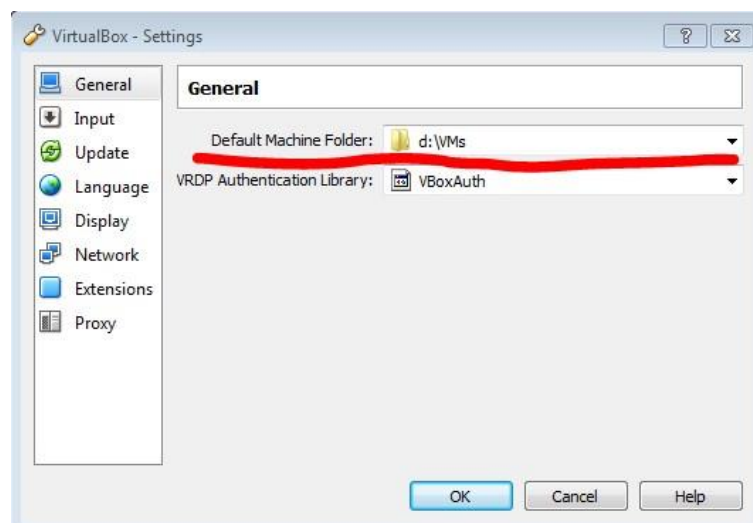 VirtualBox - Settings
General
Input
Update
Language
Display
Network
Extensions
Proxy
General
Default Machine Folder: d:\VMs
VRDP Authentication Library: VBoxAuth
OK Cancel Help